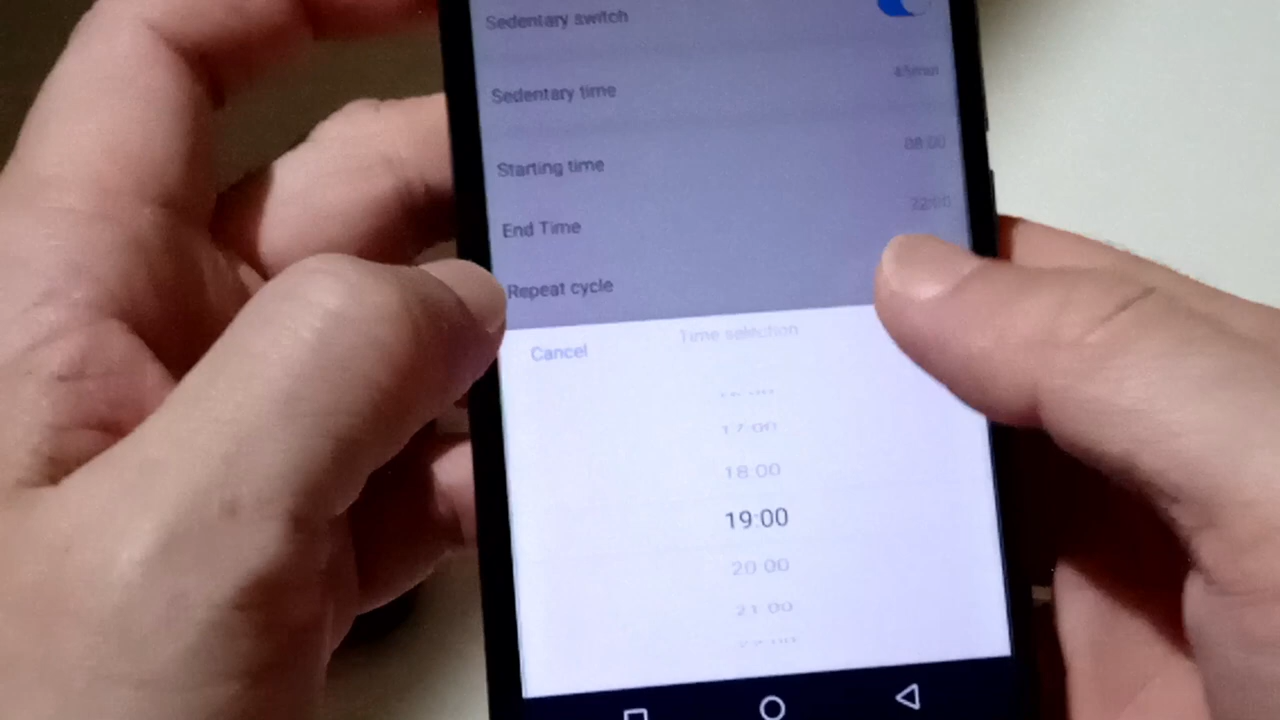 Sedentary switch
Sedentary time 45min
Starting time 08:00
End Time 22:00
Repeat cycle
Time selection
Cancel
17:00
18:00
19:00
20:00
21:00